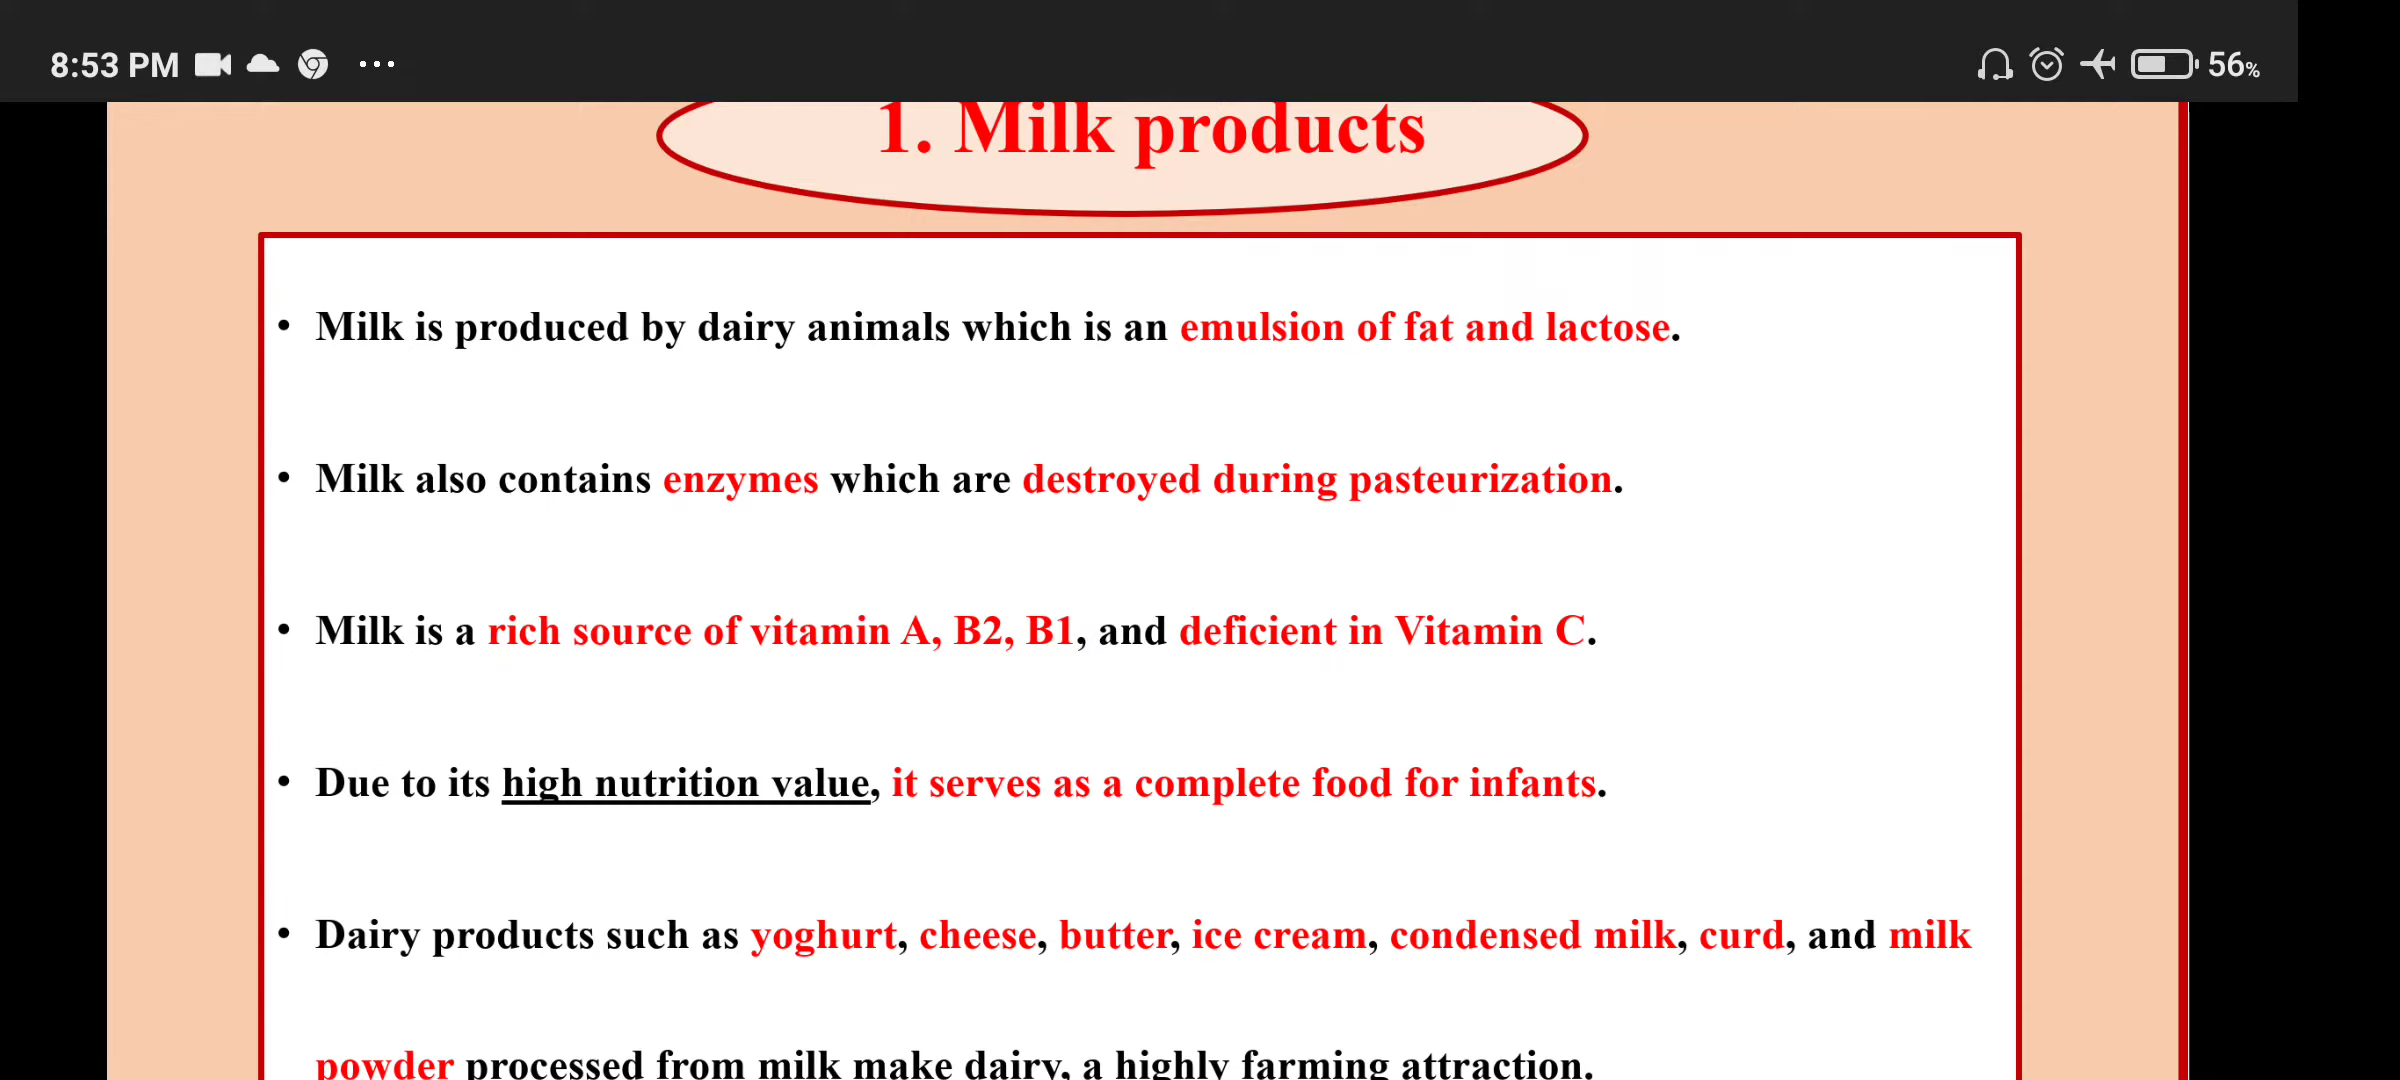 8:53 PM
56%
1. Milk products
• Milk is produced by dairy animals which is an emulsion of fat and lactose.
• Milk also contains enzymes which are destroyed during pasteurization.
• Milk is a rich source of vitamin A, B2, B1, and deficient in Vitamin C.
• Due to its high nutrition value, it serves as a complete food for infants.
• Dairy products such as yoghurt, cheese, butter, ice cream, condensed milk, curd, and milk
powder processed from milk make dairy, a highly farming attraction.